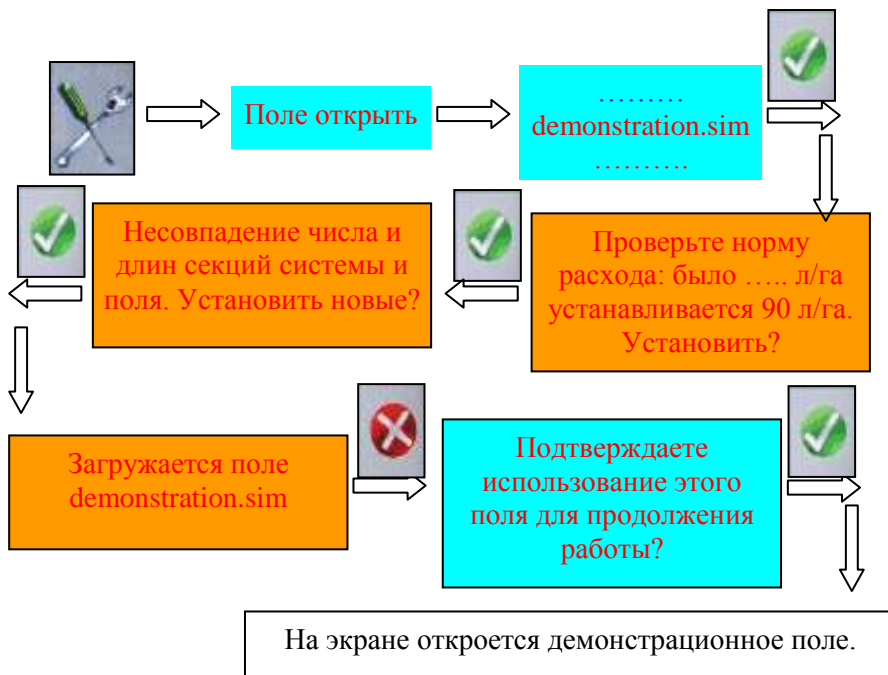 Поле открыть
………
demonstration.sim
……….
Проверьте норму
расхода: было ….. л/га
устанавливается 90 л/га.
Установить?
Несовпадение числа и
длин секций системы и
поля. Установить новые?
Загружается поле
demonstration.sim
Подтверждаете
использование этого
поля для продолжения
работы?
На экране откроется демонстрационное поле.